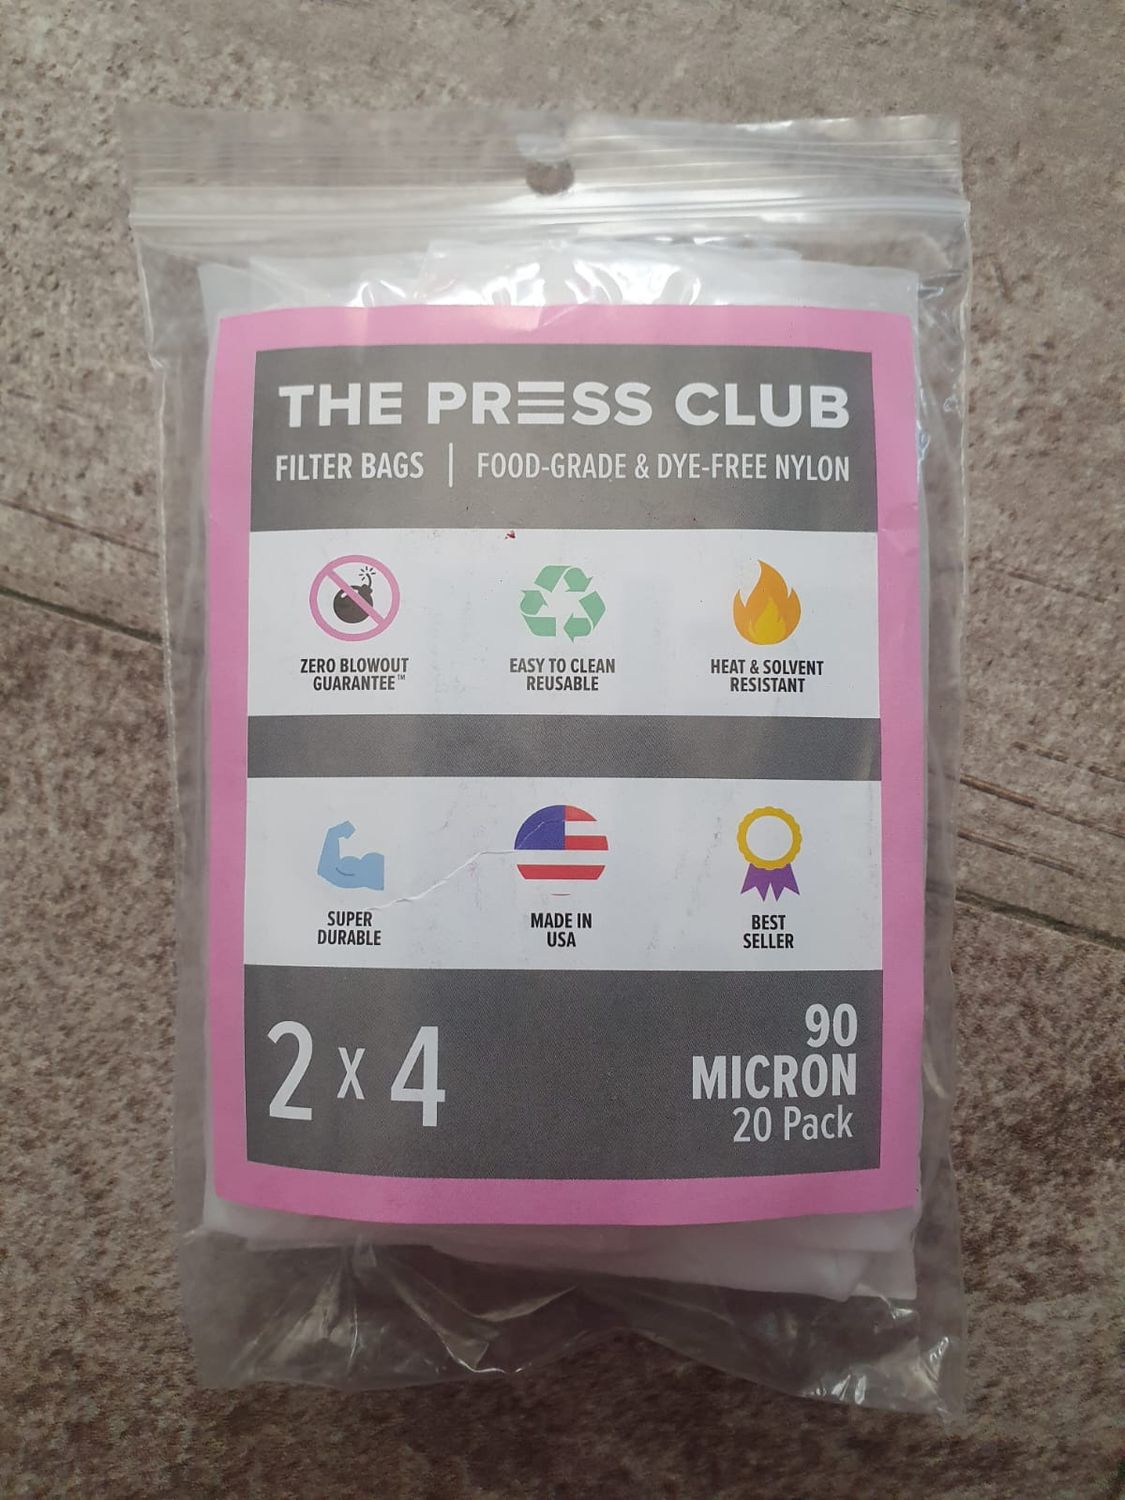 THE PRESS CLUB
FILTER BAGS | FOOD-GRADE & DYE-FREE NYLON
ZERO BLOWOUT
GUARANTEE™
EASY TO CLEAN
REUSABLE
HEAT & SOLVENT
RESISTANT
SUPER
DURABLE
MADE IN
USA
BEST
SELLER
2 x 4
90
MICRON
20 Pack